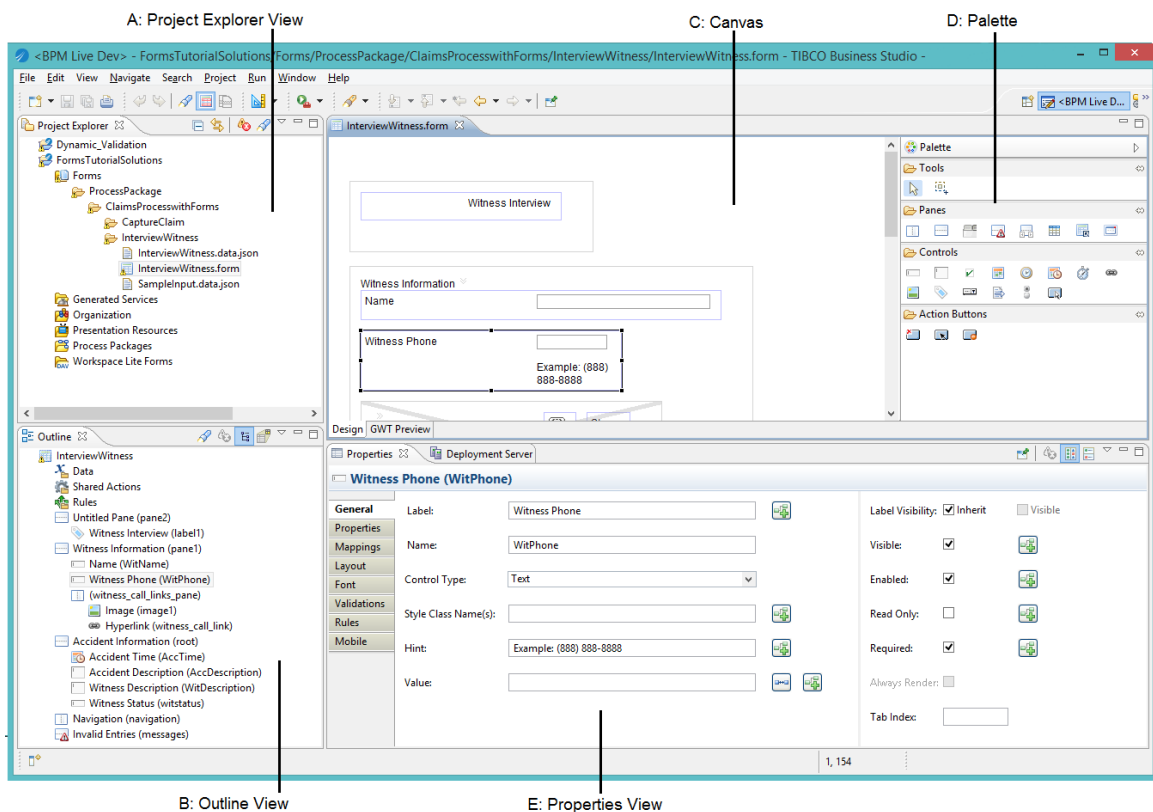 A: Project Explorer View
C: Canvas
D: Palette
<BPM Live Dev> - FormsTutorialSolutions/Forms/ProcessPackage/ClaimsProcesswithForms/InterviewWitness/InterviewWitness.form - TIBCO Business Studio -
File Edit View Navigate Search Project Run Window Help
<BPM Live D...
Project Explorer
Dynamic_Validation
FormsTutorialSolutions
Forms
ProcessPackage
ClaimsProcesswithForms
CaptureClaim
InterviewWitness
InterviewWitness.data.json
InterviewWitness.form
SampleInput.data.json
Generated Services
Organization
Presentation Resources
Process Packages
Workspace Lite Forms
InterviewWitness.form
Witness Interview
Witness Information
Name
Witness Phone
Example: (888)
888-8888
Design GWT Preview
Palette
Tools
Panes
Controls
Action Buttons
Outline
InterviewWitness
Data
Shared Actions
Rules
Untitled Pane (pane2)
Witness Interview (label1)
Witness Information (pane1)
Name (WitName)
Witness Phone (WitPhone)
(witness_call_links_pane)
Image (image1)
Hyperlink (witness_call_link)
Accident Information (root)
Accident Time (AccTime)
Accident Description (AccDescription)
Witness Description (WitDescription)
Witness Status (witstatus)
Navigation (navigation)
Invalid Entries (messages)
Properties Deployment Server
Witness Phone (WitPhone)
General
Properties
Mappings
Layout
Font
Validations
Rules
Mobile
Label: Witness Phone
Name: WitPhone
Control Type: Text
Style Class Name(s):
Hint: Example: (888) 888-8888
Value:
Label Visibility: Inherit Visible
Visible:
Enabled:
Read Only:
Required:
Always Render:
Tab Index:
1, 154
B: Outline View
E: Properties View